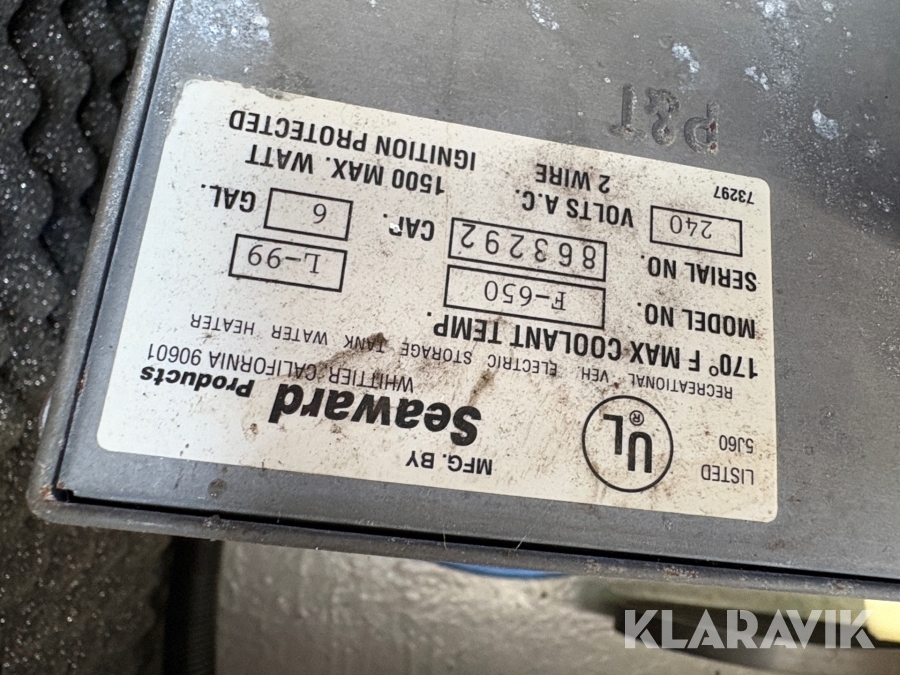 LISTED
5J60
UL®
MFG. BY
Seaward
Products
WHITTIER, CALIFORNIA 90601
RECREATIONAL VEH. ELECTRIC STORAGE TANK WATER HEATER
170° F MAX COOLANT TEMP.
MODEL NO. F-650 L-99
SERIAL NO. 863292 CAP. 6 GAL.
240 VOLTS A.C. 1500 MAX. WATT
2 WIRE IGNITION PROTECTED
73297
P&T
KLARAVIK